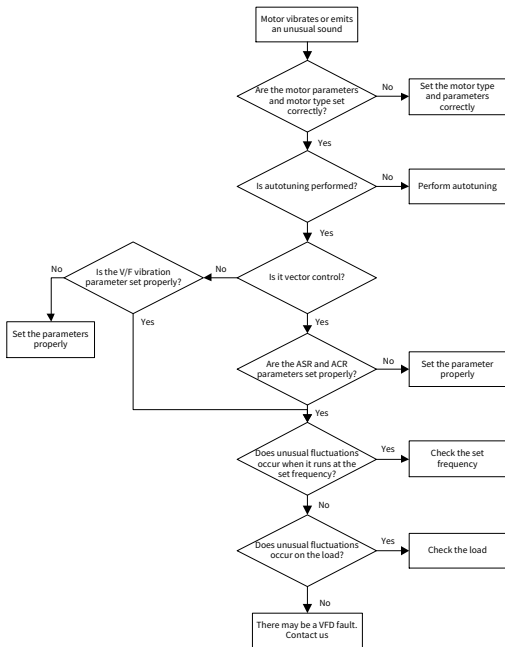 Motor vibrates or emits
an unusual sound
Are the motor parameters
and motor type set
correctly?
No
Set the motor type
and parameters
correctly
Yes
Is autotuning performed?
No
Perform autotuning
Yes
Is it vector control?
No
Is the V/F vibration
parameter set properly?
No
Set the parameters
properly
Yes
Yes
Are the ASR and ACR
parameters set properly?
No
Set the parameter
properly
Yes
Does unusual fluctuations
occur when it runs at the
set frequency?
Yes
Check the set
frequency
No
Does unusual fluctuations
occur on the load?
Yes
Check the load
No
There may be a VFD fault.
Contact us